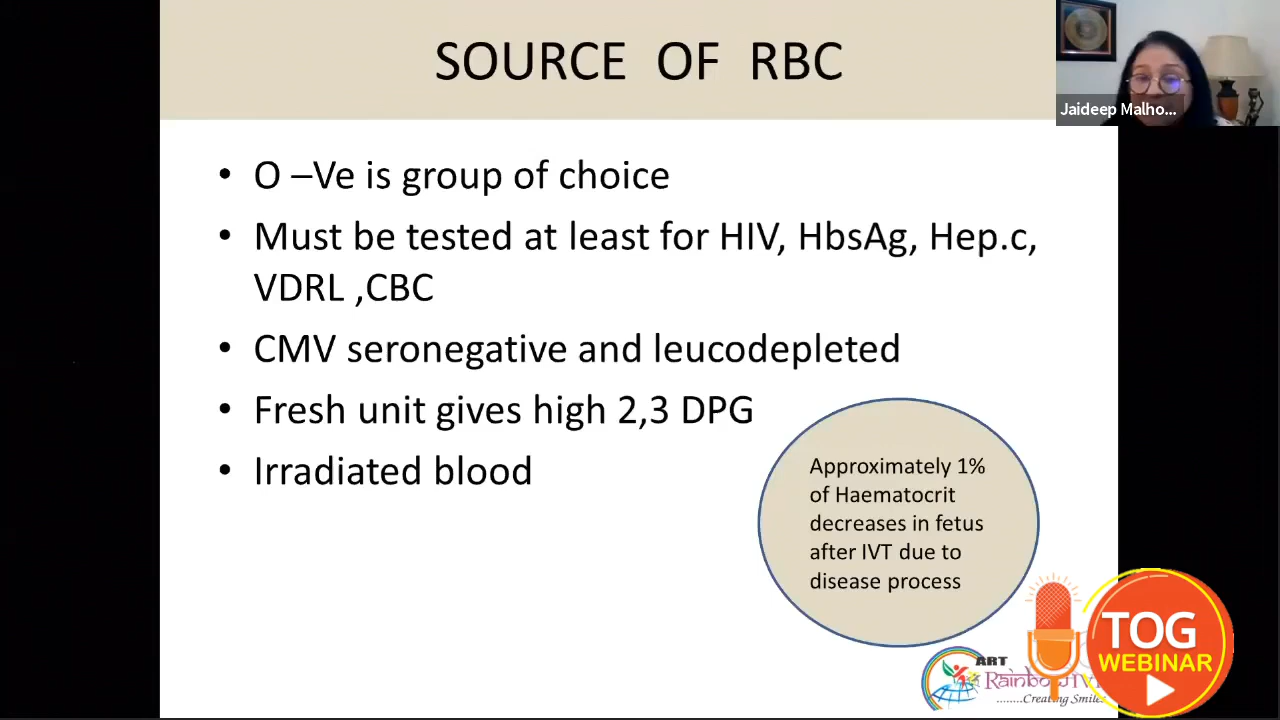 SOURCE OF RBC
Jaideep Malho...
• O –Ve is group of choice
• Must be tested at least for HIV, HbsAg, Hep.c,
VDRL ,CBC
• CMV seronegative and leucodepleted
• Fresh unit gives high 2,3 DPG
• Irradiated blood
Approximately 1%
of Haematocrit
decreases in fetus
after IVT due to
disease process
TOG
WEBINAR
ART
Creating